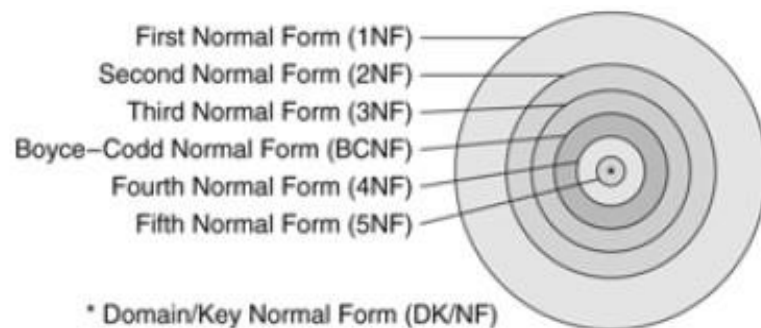 First Normal Form (1NF)
Second Normal Form (2NF)
Third Normal Form (3NF)
Boyce–Codd Normal Form (BCNF)
Fourth Normal Form (4NF)
Fifth Normal Form (5NF)
*
* Domain/Key Normal Form (DK/NF)